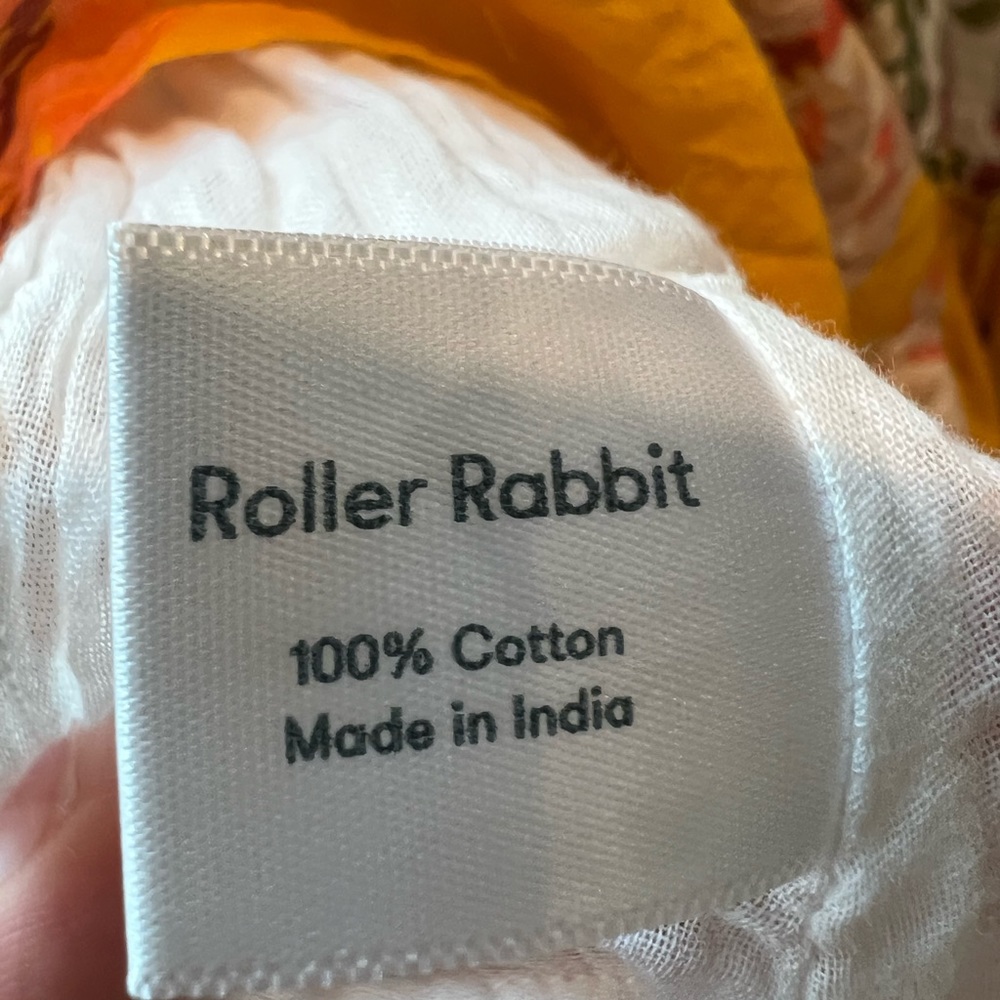 Roller Rabbit
100% Cotton
Made in India